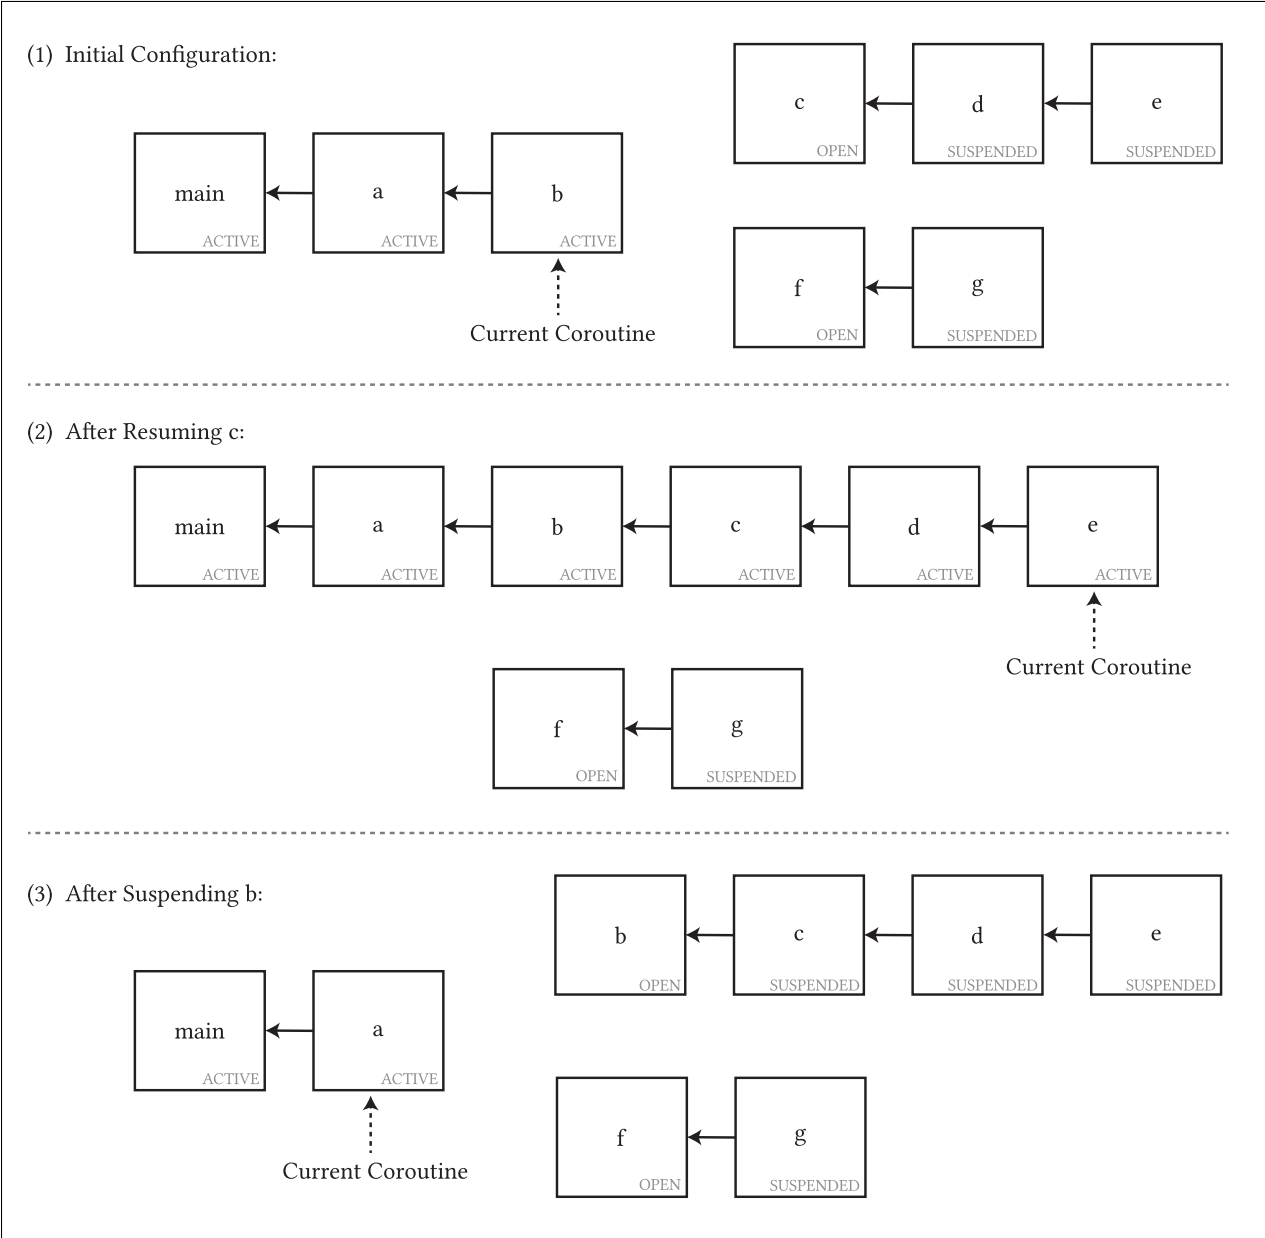 (1) Initial Configuration:
c
OPEN
d
SUSPENDED
e
SUSPENDED
main
ACTIVE
a
ACTIVE
b
ACTIVE
Current Coroutine
f
OPEN
g
SUSPENDED
(2) After Resuming c:
main
ACTIVE
a
ACTIVE
b
ACTIVE
c
ACTIVE
d
ACTIVE
e
ACTIVE
Current Coroutine
f
OPEN
g
SUSPENDED
(3) After Suspending b:
b
OPEN
c
SUSPENDED
d
SUSPENDED
e
SUSPENDED
main
ACTIVE
a
ACTIVE
Current Coroutine
f
OPEN
g
SUSPENDED